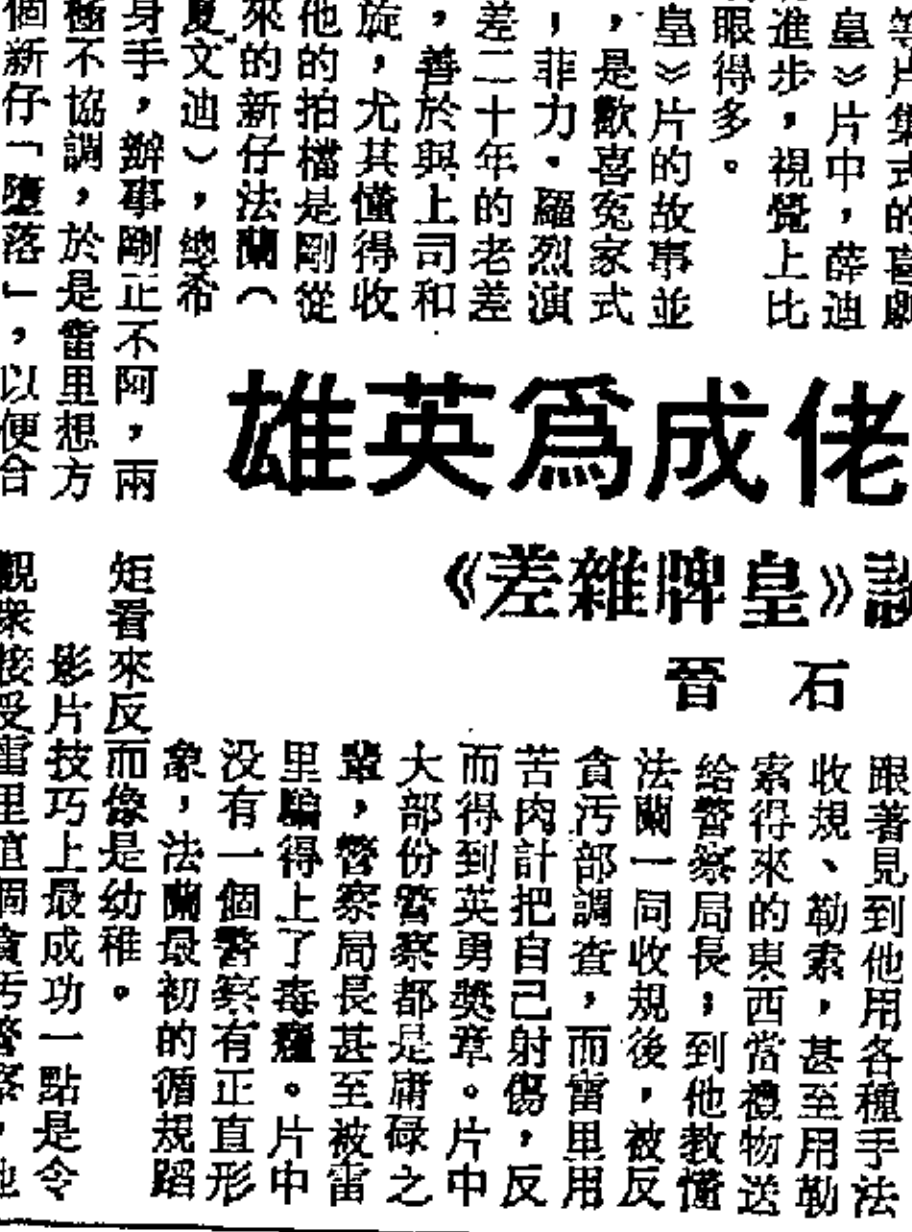 佬成爲英雄
談《皇牌雜差》
石 晉
等片集式的喜劇
皇》片中，薛迪
進步，視覺上比
眼得多。
皇》片的故事並
，是歡喜冤家式
，菲力·羅烈演
差二十年的老差
，善於與上司和
旋，尤其懂得收
他的拍檔是剛從
來的新仔法蘭（
夏文迪），總希
身手，辦事剛正不阿，兩
極不協調，於是雷里想方
個新仔「墮落」，以便合
跟著見到他用各種手法
收規、勒索，甚至用勒
索得來的東西當禮物送
給警察局長，到他教懂
法蘭一同收規後，被反
貪污部調查，而雷里用
苦肉計把自己射傷，反
而得到英勇獎章。片中
大部份警察都是庸碌之
輩，警察局長甚至被雷
里騙得上了毒癮。片中
没有一個警察有正直形
象，法蘭最初的循規蹈
矩看來反而像是幼稚。
影片技巧上最成功一點是令
觀衆接受雷里這個貪污警察，他